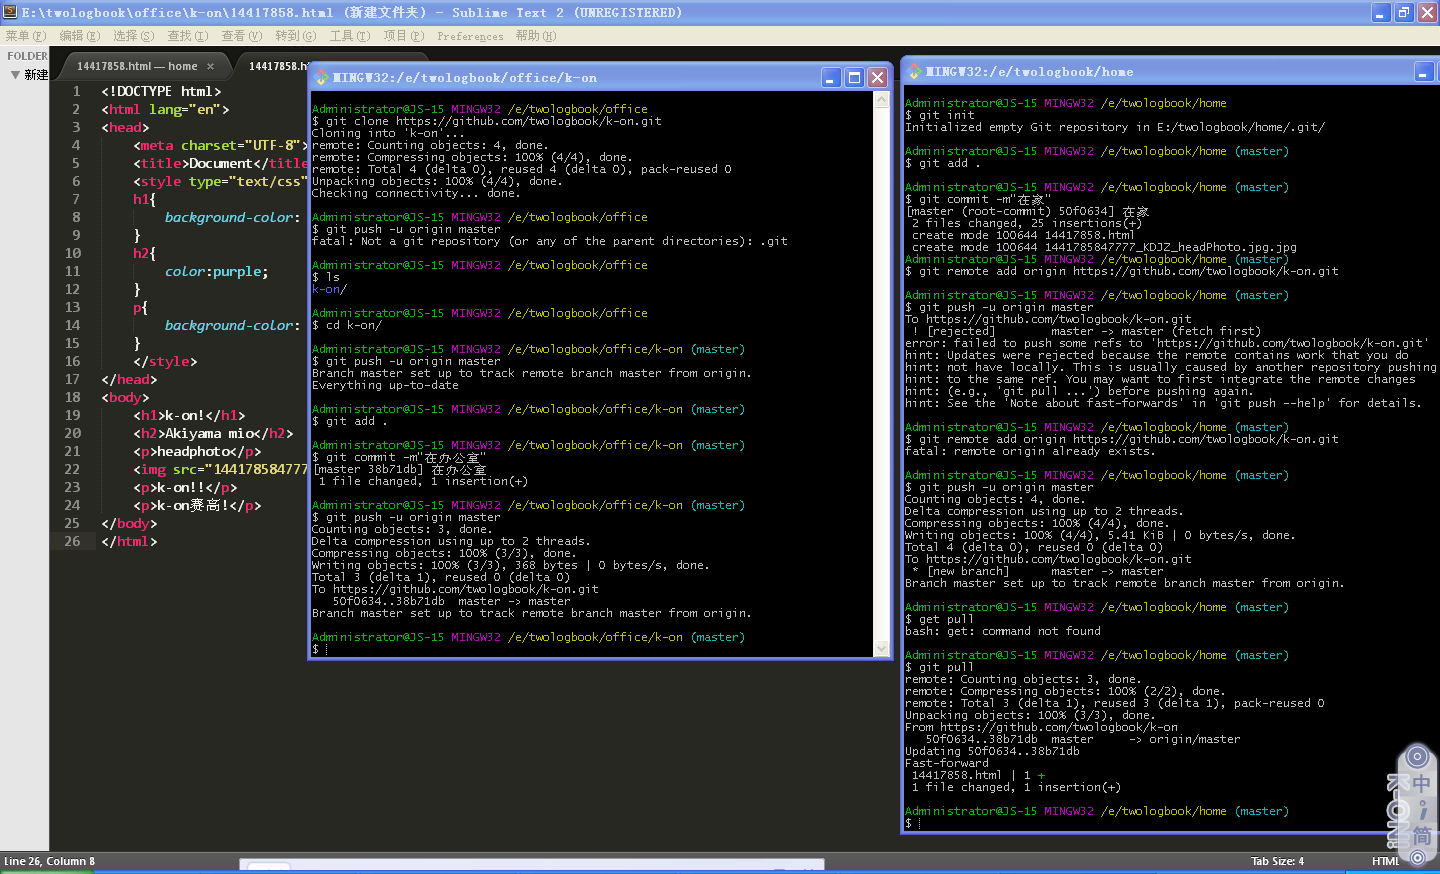 E:\twologbook\office\k-on\14417858.html (新建文件夹) - Sublime Text 2 (UNREGISTERED)
菜单(F) 编辑(E) 选择(S) 查找(I) 查看(V) 转到(G) 工具(T) 项目(P) Preferences 帮助(H)
FOLDER
新建
14417858.html — home ×
14417858.h
1 <!DOCTYPE html>
2 <html lang="en">
3 <head>
4 <meta charset="UTF-8">
5 <title>Document</title
6 <style type="text/css"
7 h1{
8 background-color:
9 }
10 h2{
11 color:purple;
12 }
13 p{
14 background-color:
15 }
16 </style>
17 </head>
18 <body>
19 <h1>k-on!</h1>
20 <h2>Akiyama mio</h2>
21 <p>headphoto</p>
22 <img src="144178584777
23 <p>k-on!!</p>
24 <p>k-on赛高!</p>
25 </body>
26 </html>
MINGW32:/e/twologbook/office/k-on
Administrator@JS-15 MINGW32 /e/twologbook/office
$ git clone https://github.com/twologbook/k-on.git
Cloning into 'k-on'...
remote: Counting objects: 4, done.
remote: Compressing objects: 100% (4/4), done.
remote: Total 4 (delta 0), reused 4 (delta 0), pack-reused 0
Unpacking objects: 100% (4/4), done.
Checking connectivity... done.
Administrator@JS-15 MINGW32 /e/twologbook/office
$ git push -u origin master
fatal: Not a git repository (or any of the parent directories): .git
Administrator@JS-15 MINGW32 /e/twologbook/office
$ ls
k-on/
Administrator@JS-15 MINGW32 /e/twologbook/office
$ cd k-on/
Administrator@JS-15 MINGW32 /e/twologbook/office/k-on (master)
$ git push -u origin master
Branch master set up to track remote branch master from origin.
Everything up-to-date
Administrator@JS-15 MINGW32 /e/twologbook/office/k-on (master)
$ git add .
Administrator@JS-15 MINGW32 /e/twologbook/office/k-on (master)
$ git commit -m"在办公室"
[master 38b71db] 在办公室
1 file changed, 1 insertion(+)
Administrator@JS-15 MINGW32 /e/twologbook/office/k-on (master)
$ git push -u origin master
Counting objects: 3, done.
Delta compression using up to 2 threads.
Compressing objects: 100% (3/3), done.
Writing objects: 100% (3/3), 368 bytes | 0 bytes/s, done.
Total 3 (delta 1), reused 0 (delta 0)
To https://github.com/twologbook/k-on.git
50f0634..38b71db master -> master
Branch master set up to track remote branch master from origin.
Administrator@JS-15 MINGW32 /e/twologbook/office/k-on (master)
$
MINGW32:/e/twologbook/home
Administrator@JS-15 MINGW32 /e/twologbook/home
$ git init
Initialized empty Git repository in E:/twologbook/home/.git/
Administrator@JS-15 MINGW32 /e/twologbook/home (master)
$ git add .
Administrator@JS-15 MINGW32 /e/twologbook/home (master)
$ git commit -m"在家"
[master (root-commit) 50f0634] 在家
2 files changed, 25 insertions(+)
create mode 100644 14417858.html
create mode 100644 1441785847777_KDJZ_headPhoto.jpg.jpg
Administrator@JS-15 MINGW32 /e/twologbook/home (master)
$ git remote add origin https://github.com/twologbook/k-on.git
Administrator@JS-15 MINGW32 /e/twologbook/home (master)
$ git push -u origin master
To https://github.com/twologbook/k-on.git
! [rejected] master -> master (fetch first)
error: failed to push some refs to 'https://github.com/twologbook/k-on.git'
hint: Updates were rejected because the remote contains work that you do
hint: not have locally. This is usually caused by another repository pushing
hint: to the same ref. You may want to first integrate the remote changes
hint: (e.g., 'git pull ...') before pushing again.
hint: See the 'Note about fast-forwards' in 'git push --help' for details.
Administrator@JS-15 MINGW32 /e/twologbook/home (master)
$ git remote add origin https://github.com/twologbook/k-on.git
fatal: remote origin already exists.
Administrator@JS-15 MINGW32 /e/twologbook/home (master)
$ git push -u origin master
Counting objects: 4, done.
Delta compression using up to 2 threads.
Compressing objects: 100% (4/4), done.
Writing objects: 100% (4/4), 5.41 KiB | 0 bytes/s, done.
Total 4 (delta 0), reused 0 (delta 0)
To https://github.com/twologbook/k-on.git
* [new branch] master -> master
Branch master set up to track remote branch master from origin.
Administrator@JS-15 MINGW32 /e/twologbook/home (master)
$ get pull
bash: get: command not found
Administrator@JS-15 MINGW32 /e/twologbook/home (master)
$ git pull
remote: Counting objects: 3, done.
remote: Compressing objects: 100% (2/2), done.
remote: Total 3 (delta 1), reused 3 (delta 1), pack-reused 0
Unpacking objects: 100% (3/3), done.
From https://github.com/twologbook/k-on
50f0634..38b71db master -> origin/master
Updating 50f0634..38b71db
Fast-forward
14417858.html | 1 +
1 file changed, 1 insertion(+)
Administrator@JS-15 MINGW32 /e/twologbook/home (master)
$
K-ON!!
中
简
Line 26, Column 8
Tab Size: 4
HTML